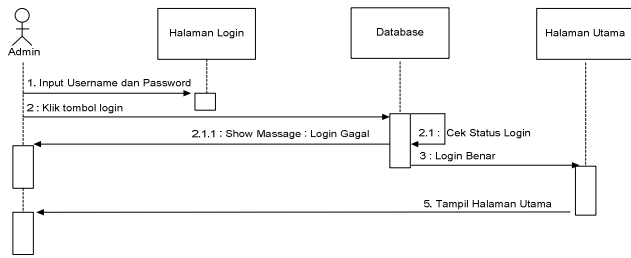 Halaman Login
Database
Halaman Utama
Admin
1. Input Username dan Password
2 : Klik tombol login
2.1.1 : Show Massage : Login Gagal
2.1 : Cek Status Login
3 : Login Benar
5. Tampil Halaman Utama